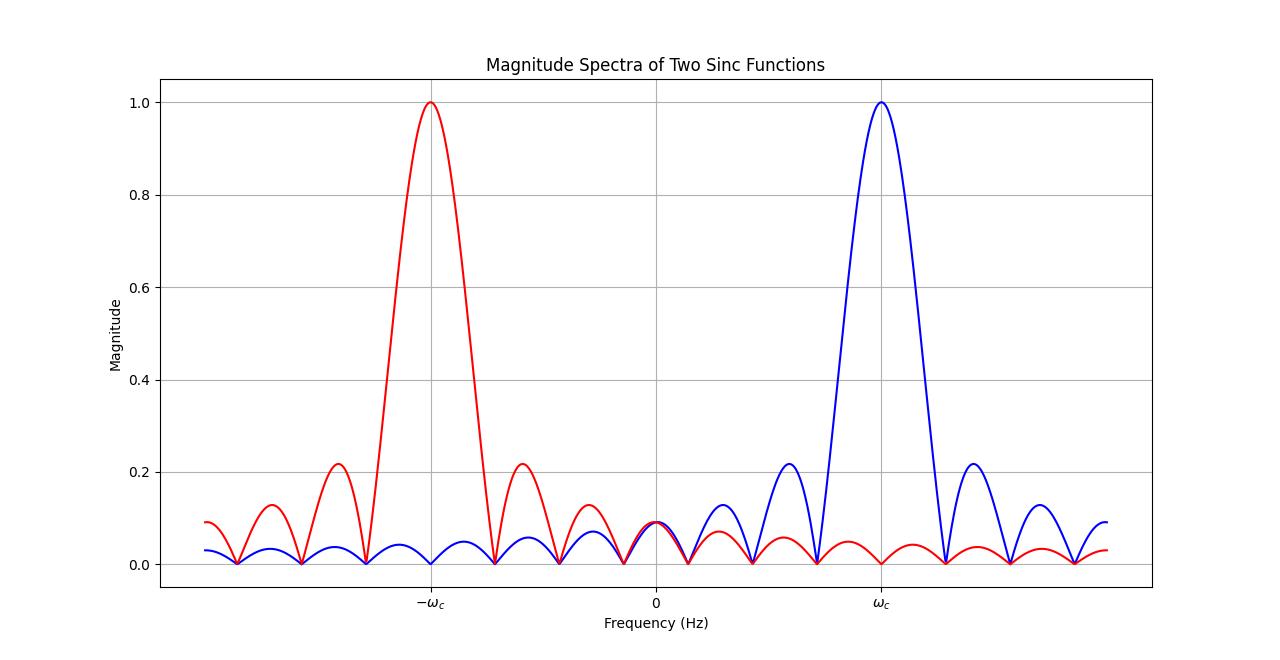 Magnitude Spectra of Two Sinc Functions
1.0
0.8
0.6
0.4
0.2
0.0
Magnitude
−ω_c
0
ω_c
Frequency (Hz)